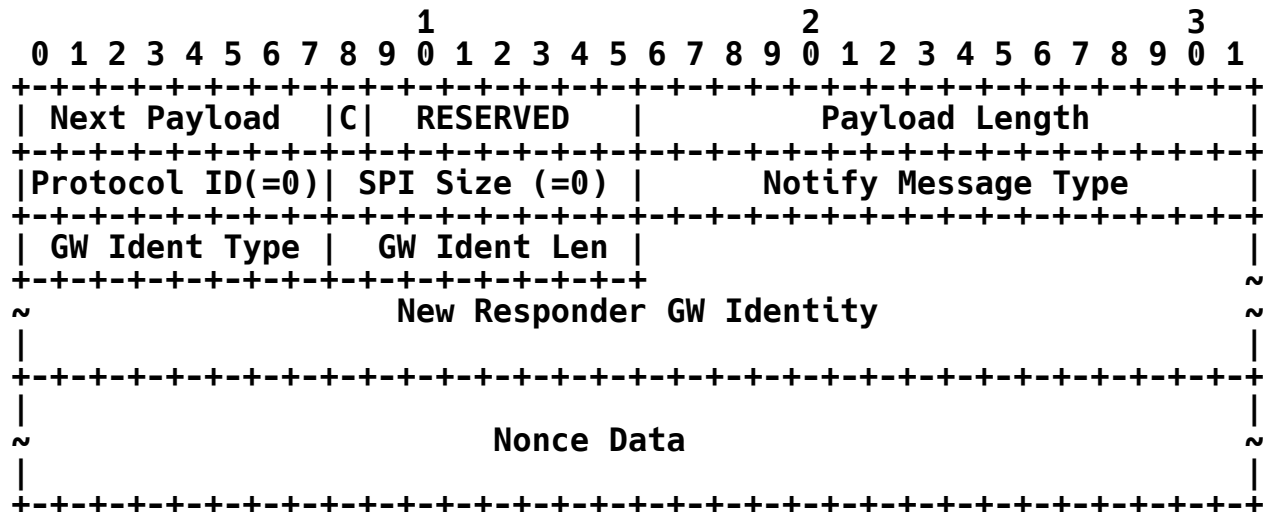 1                   2                   3
 0 1 2 3 4 5 6 7 8 9 0 1 2 3 4 5 6 7 8 9 0 1 2 3 4 5 6 7 8 9 0 1
+-+-+-+-+-+-+-+-+-+-+-+-+-+-+-+-+-+-+-+-+-+-+-+-+-+-+-+-+-+-+-+-+
| Next Payload  |C|  RESERVED   |         Payload Length        |
+-+-+-+-+-+-+-+-+-+-+-+-+-+-+-+-+-+-+-+-+-+-+-+-+-+-+-+-+-+-+-+-+
|Protocol ID(=0)| SPI Size (=0) |      Notify Message Type      |
+-+-+-+-+-+-+-+-+-+-+-+-+-+-+-+-+-+-+-+-+-+-+-+-+-+-+-+-+-+-+-+-+
| GW Ident Type |  GW Ident Len |                               |
+-+-+-+-+-+-+-+-+-+-+-+-+-+-+-+-+                               ~
~                   New Responder GW Identity                   ~
|                                                               |
+-+-+-+-+-+-+-+-+-+-+-+-+-+-+-+-+-+-+-+-+-+-+-+-+-+-+-+-+-+-+-+-+
|                                                               |
~                        Nonce Data                             ~
|                                                               |
+-+-+-+-+-+-+-+-+-+-+-+-+-+-+-+-+-+-+-+-+-+-+-+-+-+-+-+-+-+-+-+-+